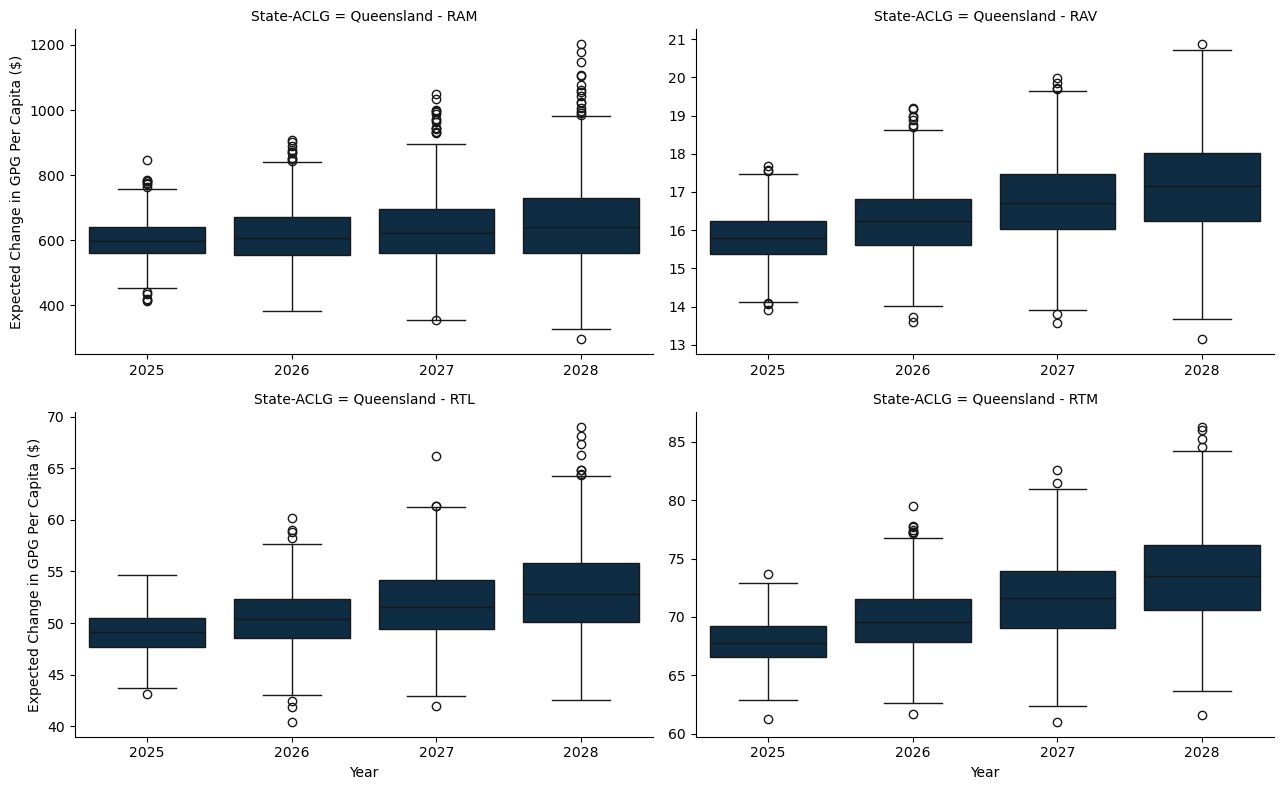 State-ACLG = Queensland - RAM
Expected Change in GPG Per Capita ($)
1200
1000
800
600
400
2025 2026 2027 2028
State-ACLG = Queensland - RAV
21
20
19
18
17
16
15
14
13
2025 2026 2027 2028
State-ACLG = Queensland - RTL
Expected Change in GPG Per Capita ($)
70
65
60
55
50
45
40
2025 2026 2027 2028
Year
State-ACLG = Queensland - RTM
85
80
75
70
65
60
2025 2026 2027 2028
Year